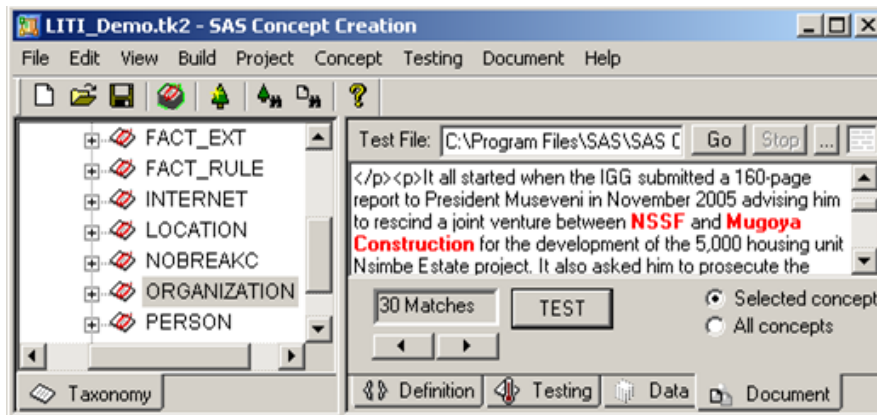 LITI_Demo.tk2 - SAS Concept Creation
File Edit View Build Project Concept Testing Document Help
FACT_EXT
FACT_RULE
INTERNET
LOCATION
NOBREAKC
ORGANIZATION
PERSON
Taxonomy
Test File: C:\Program Files\SAS\SAS C Go Stop ...
</p><p>It all started when the IGG submitted a 160-page
report to President Museveni in November 2005 advising him
to rescind a joint venture between NSSF and Mugoya
Construction for the development of the 5,000 housing unit
Nsimbe Estate project. It also asked him to prosecute the
30 Matches TEST Selected concept
All concepts
Definition Testing Data Document